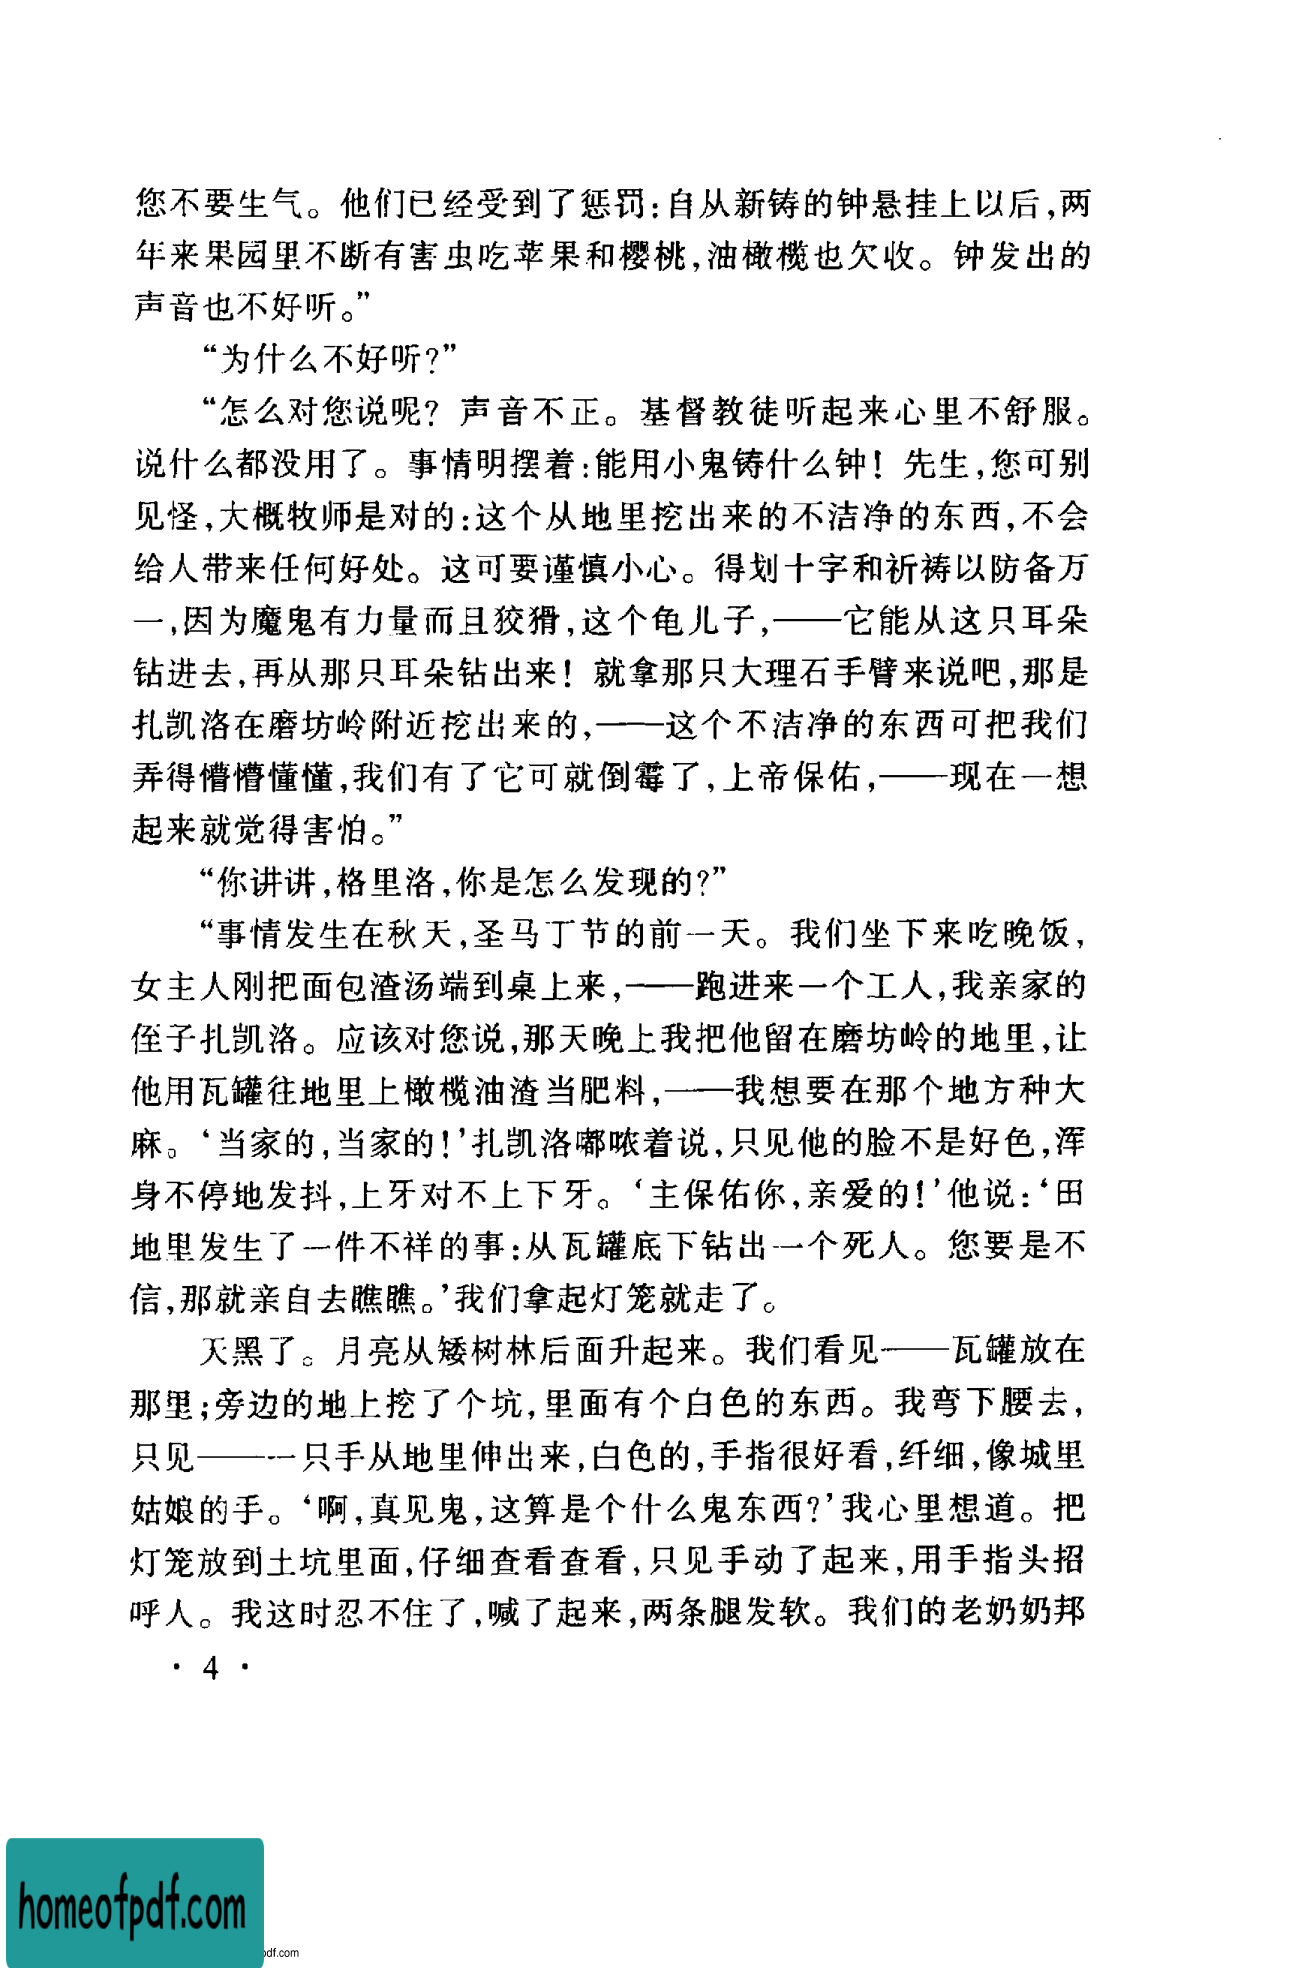 您不要生气。他们已经受到了惩罚：自从新铸的钟悬挂上以后，两
年来果园里不断有害虫吃苹果和樱桃，油橄榄也欠收。钟发出的
声音也不好听。”
“为什么不好听？”
“怎么对您说呢？声音不正。基督教徒听起来心里不舒服。
说什么都没用了。事情明摆着：能用小鬼铸什么钟！先生，您可别
见怪，大概牧师是对的：这个从地里挖出来的不洁净的东西，不会
给人带来任何好处。这可要谨慎小心。得划十字和祈祷以防备万
一，因为魔鬼有力量而且狡猾，这个龟儿子，——它能从这只耳朵
钻进去，再从那只耳朵钻出来！就拿那只大理石手臂来说吧，那是
扎凯洛在磨坊岭附近挖出来的，——这个不洁净的东西可把我们
弄得懵懵懂懂，我们有了它可就倒霉了，上帝保佑，——现在一想
起来就觉得害怕。”
“你讲讲，格里洛，你是怎么发现的？”
“事情发生在秋天，圣马丁节的前一天。我们坐下来吃晚饭，
女主人刚把面包渣汤端到桌上来，——跑进来一个工人，我亲家的
侄子扎凯洛。应该对您说，那天晚上我把他留在磨坊岭的地里，让
他用瓦罐往地里上橄榄油渣当肥料，——我想要在那个地方种大
麻。‘当家的，当家的！’扎凯洛嘟哝着说，只见他的脸不是好色，浑
身不停地发抖，上牙对不上下牙。‘主保佑你，亲爱的！’他说：‘田
地里发生了一件不祥的事：从瓦罐底下钻出一个死人。您要是不
信，那就亲自去瞧瞧。’我们拿起灯笼就走了。
天黑了。月亮从矮树林后面升起来。我们看见——瓦罐放在
那里；旁边的地上挖了个坑，里面有个白色的东西。我弯下腰去，
只见——一只手从地里伸出来，白色的，手指很好看，纤细，像城里
姑娘的手。‘啊，真见鬼，这算是个什么鬼东西？’我心里想道。把
灯笼放到土坑里面，仔细查看查看，只见手动了起来，用手指头招
呼人。我这时忍不住了，喊了起来，两条腿发软。我们的老奶奶邦
· 4 ·
homeofpdf.com
pdf.com